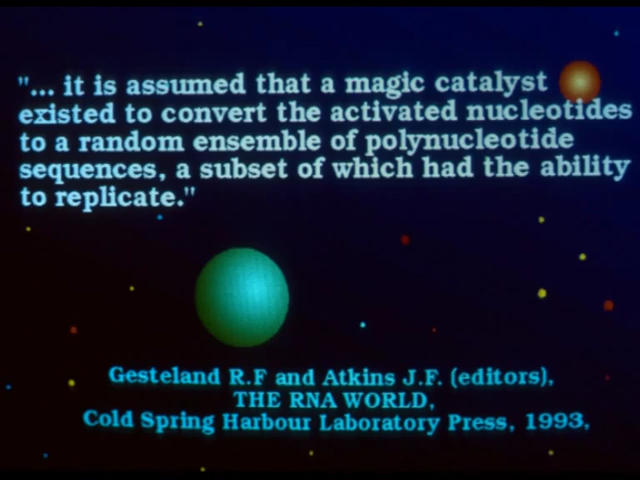 "... it is assumed that a magic catalyst
existed to convert the activated nucleotides
to a random ensemble of polynucleotide
sequences, a subset of which had the ability
to replicate."
Gesteland R.F and Atkins J.F. (editors),
THE RNA WORLD,
Cold Spring Harbour Laboratory Press, 1993,